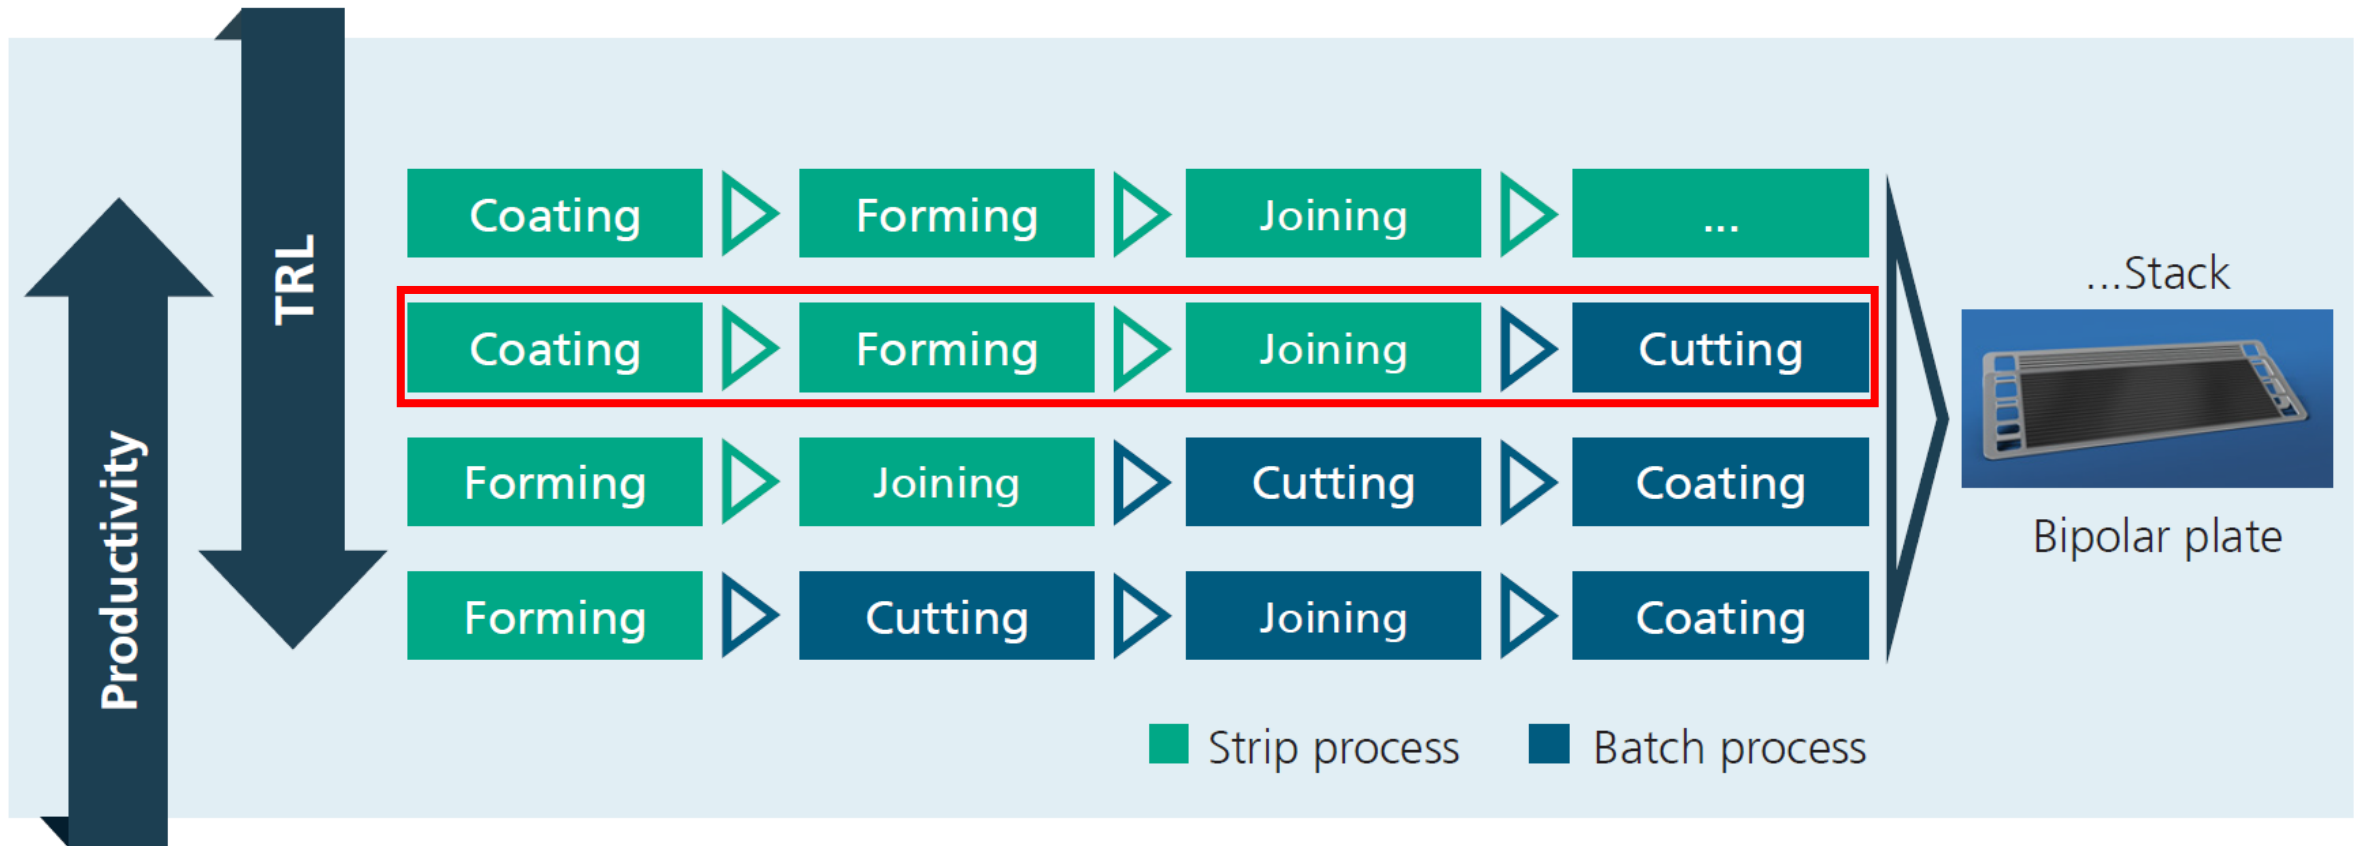 TRL
Productivity
Coating Forming Joining ...
Coating Forming Joining Cutting
Forming Joining Cutting Coating
Forming Cutting Joining Coating
...Stack
Bipolar plate
Strip process Batch process